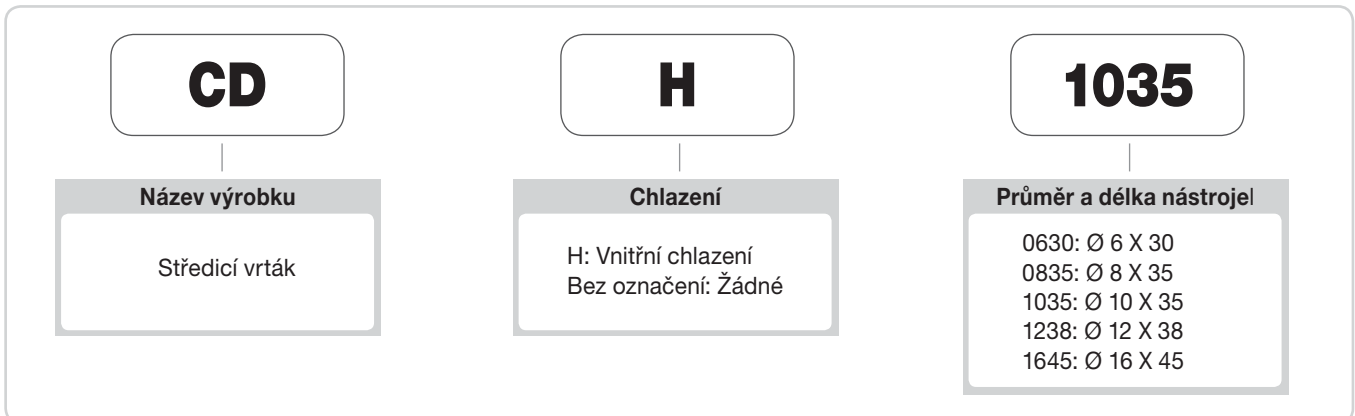 CD
H
1035
Název výrobku
Středicí vrták
Chlazení
H: Vnitřní chlazení
Bez označení: Žádné
Průměr a délka nástrojel
0630: Ø 6 X 30
0835: Ø 8 X 35
1035: Ø 10 X 35
1238: Ø 12 X 38
1645: Ø 16 X 45